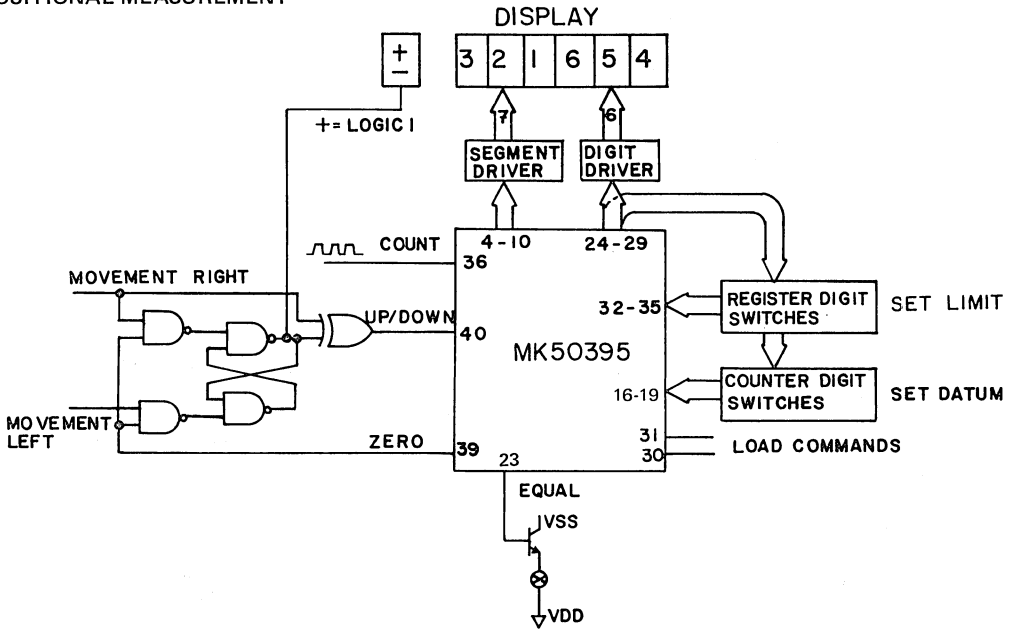 DISPLAY
+
-
3 2 1 6 5 4
+= LOGIC 1
7
6
SEGMENT
DRIVER
DIGIT
DRIVER
COUNT
4-10
24-29
36
MOVEMENT RIGHT
UP/DOWN
40
32-35
REGISTER DIGIT
SWITCHES
SET LIMIT
MK50395
16-19
COUNTER DIGIT
SWITCHES
SET DATUM
MOVEMENT
LEFT
ZERO
39
31
30
LOAD COMMANDS
23
EQUAL
VSS
VDD